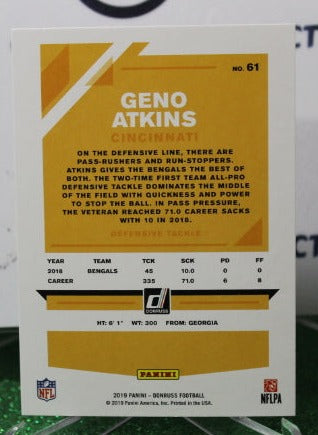 NO. 61
GENO
ATKINS
CINCINNATI
ON THE DEFENSIVE LINE, THERE ARE
PASS-RUSHERS AND RUN-STOPPERS.
ATKINS GIVES THE BENGALS THE BEST OF
BOTH. THE TWO-TIME FIRST TEAM ALL-PRO
DEFENSIVE TACKLE DOMINATES THE MIDDLE
OF THE FIELD WITH QUICKNESS AND POWER
TO STOP THE BALL. IN PASS PRESSURE,
THE VETERAN REACHED 71.0 CAREER SACKS
WITH 10 IN 2018.
DEFENSIVE TACKLE
YEAR TEAM TCK SCK PD FF
2018 BENGALS 45 10.0 0 0
CAREER 335 71.0 6 8
D
DONRUSS
HT: 6' 1" WT: 300 FROM: GEORGIA
NFL
PANINI
NFLPA
2019 PANINI - DONRUSS FOOTBALL
© 2019 Panini America, Inc. Printed in the USA.